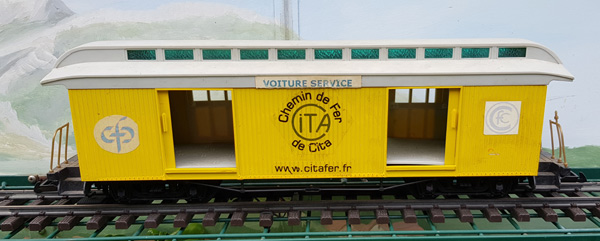 VOITURE SERVICE
Chemin de Fer
CiTA
de Cita
www.citafer.fr